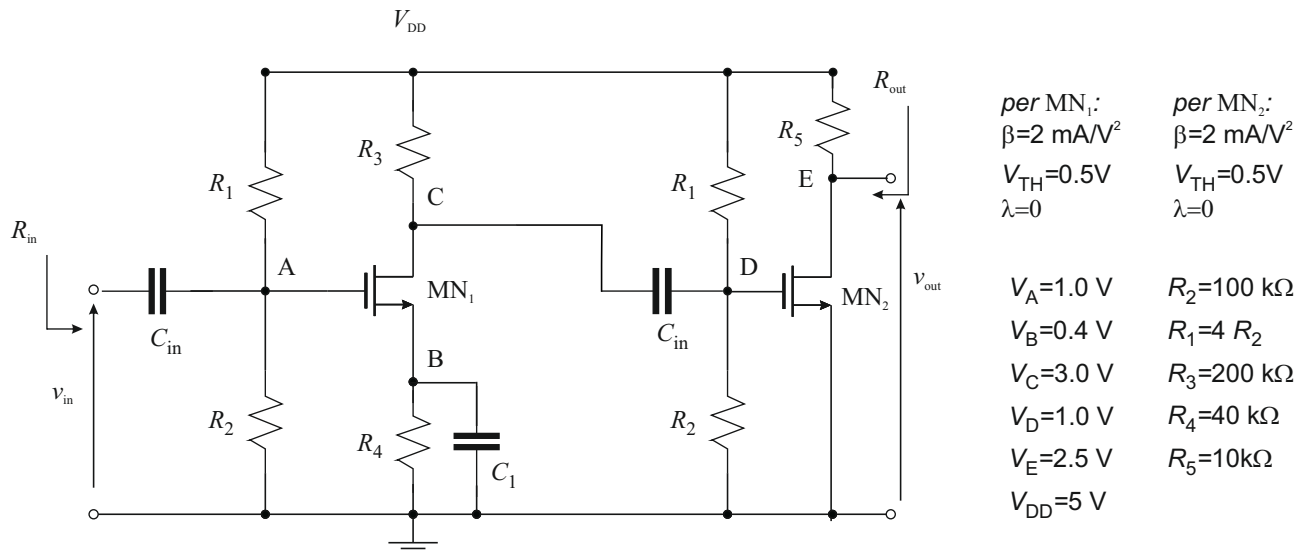 V_DD
R_out
R_5
R_3
E
R_1
C
R_1
R_in
A
D
MN_1
MN_2
v_out
C_in
C_in
B
v_in
R_2
R_4
R_2
C_1
per MN_1: per MN_2:
β=2 mA/V² β=2 mA/V²
V_TH=0.5V V_TH=0.5V
λ=0 λ=0
V_A=1.0 V R_2=100 kΩ
V_B=0.4 V R_1=4 R_2
V_C=3.0 V R_3=200 kΩ
V_D=1.0 V R_4=40 kΩ
V_E=2.5 V R_5=10kΩ
V_DD=5 V